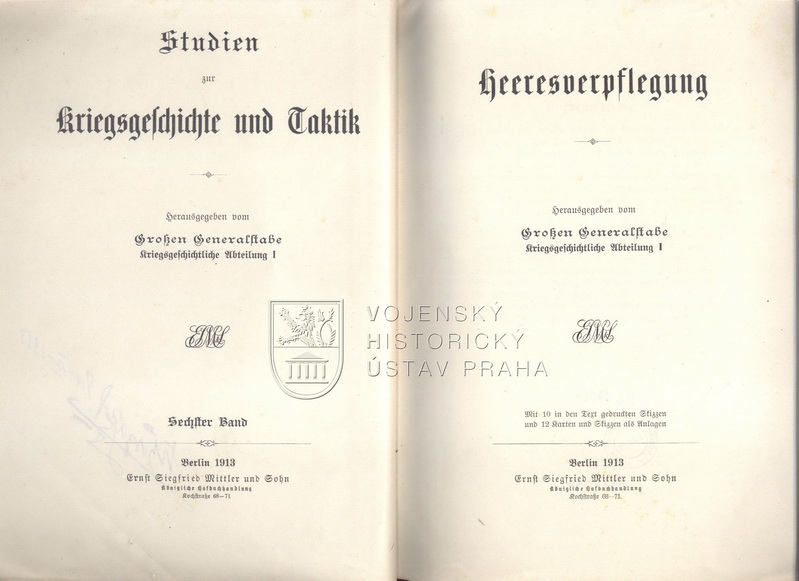 Studien
zur
Kriegsgeschichte und Taktik
Herausgegeben vom
Großen Generalstabe
Kriegsgeschichtliche Abteilung I
Sechster Band
Berlin 1913
Ernst Siegfried Mittler und Sohn
Königliche Hofbuchhandlung
Kochstraße 68–71
Heeresverpflegung
Herausgegeben vom
Großen Generalstabe
Kriegsgeschichtliche Abteilung I
Mit 10 in den Text gedruckten Skizzen
und 12 Karten und Skizzen als Anlagen
Berlin 1913
Ernst Siegfried Mittler und Sohn
Königliche Hofbuchhandlung
Kochstraße 68–71.
VOJENSKÝ
HISTORICKÝ
ÚSTAV PRAHA